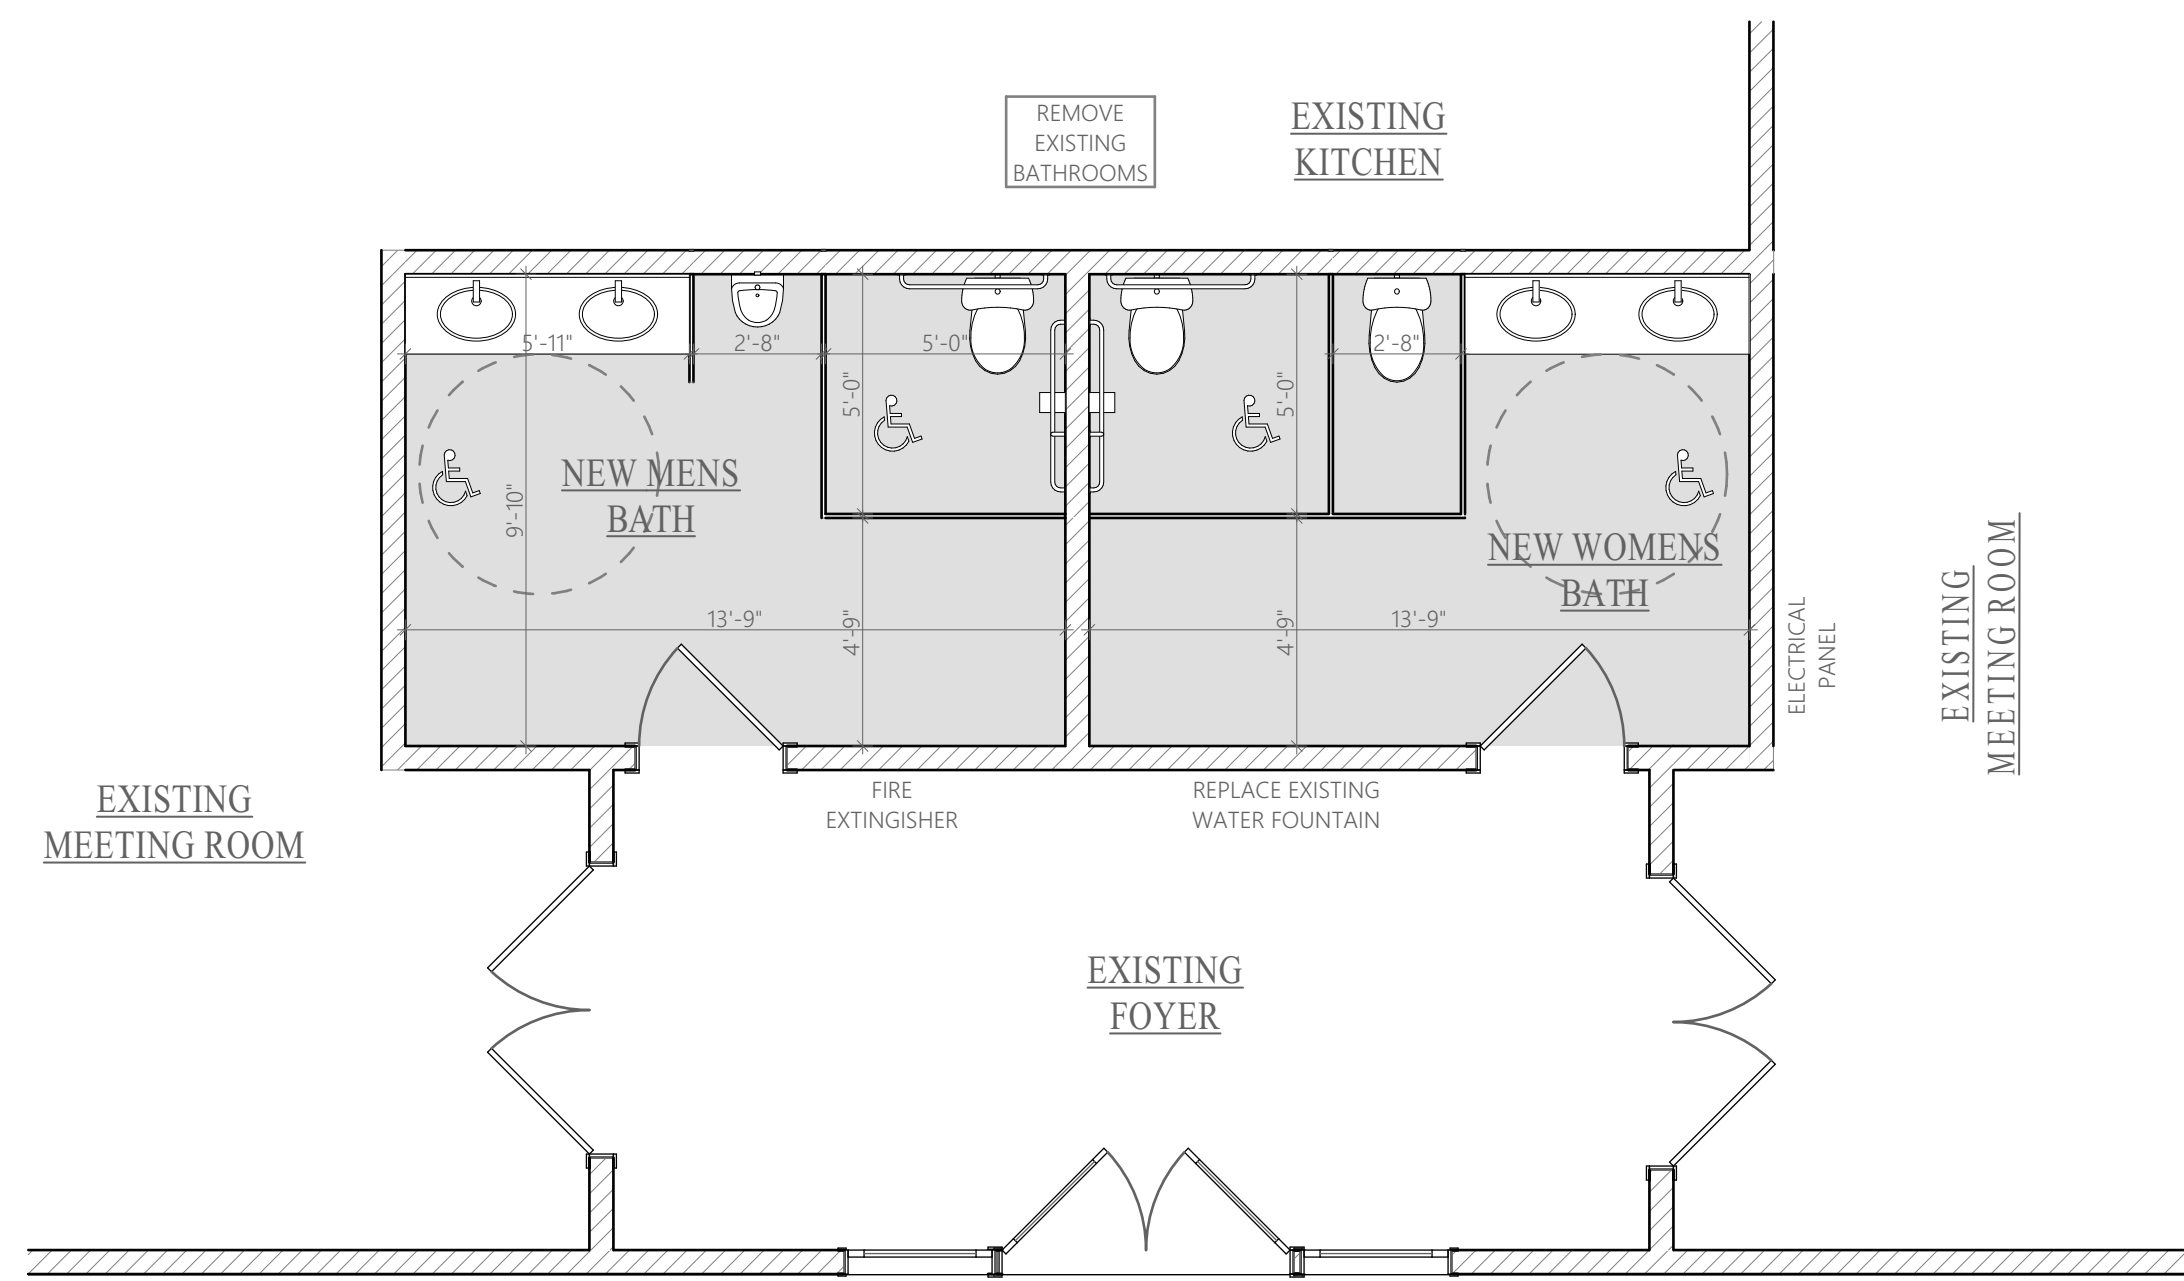 REMOVE
EXISTING
BATHROOMS
EXISTING
KITCHEN
5'-11"
2'-8"
5'-0"
2'-8"
5'-0"
5'-0"
NEW MENS
BATH
9'-10"
NEW WOMENS
BATH
13'-9"
4'-9"
4'-9"
13'-9"
ELECTRICAL
PANEL
EXISTING
MEETING ROOM
EXISTING
MEETING ROOM
FIRE
EXTINGISHER
REPLACE EXISTING
WATER FOUNTAIN
EXISTING
FOYER